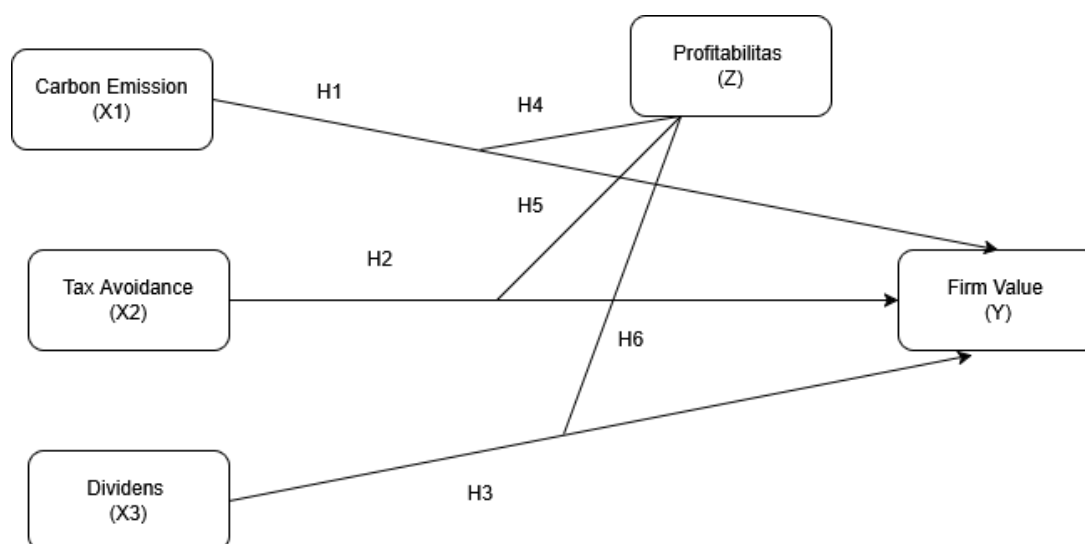 Profitabilitas
(Z)
Carbon Emission
(X1)
H1
H4
H5
Tax Avoidance
(X2)
H2
Firm Value
(Y)
H6
Dividens
(X3)
H3